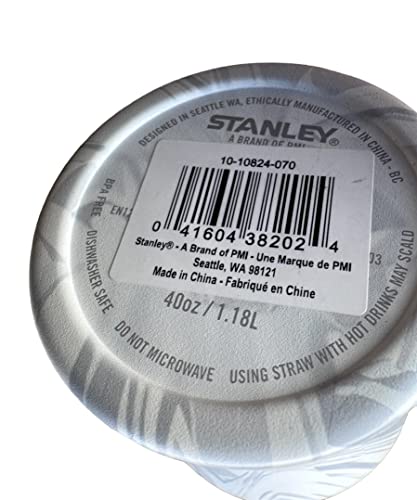 DESIGNED IN SEATTLE WA, ETHICALLY MANUFACTURED IN CHINA - BC
STANLEY®
A BRAND OF PMI
10-10824-070
0 41604 38202 4
Stanley® - A Brand of PMI - Une Marque de PMI
Seattle, WA 98121
Made in China - Fabriqué en Chine
40oz / 1.18L
BPA FREE
DISHWASHER SAFE
DO NOT MICROWAVE
USING STRAW WITH HOT DRINKS MAY SCALD